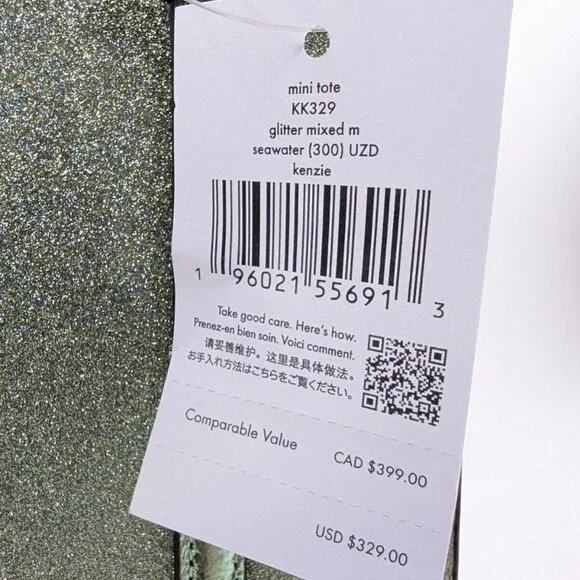 mini tote
KK329
glitter mixed m
seawater (300) UZD
kenzie
1 96021 55691 3
Take good care. Here's how.
Prenez-en bien soin. Voici comment.
请妥善维护。这里是具体做法。
お手入れ方法はこちらをご覧ください。
Comparable Value
CAD $399.00
USD $329.00